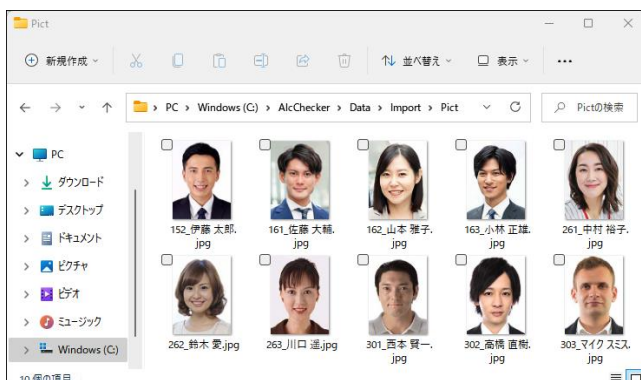 Pict
新規作成
並べ替え
表示
PC > Windows (C:) > AlcChecker > Data > Import > Pict
Pictの検索
PC
ダウンロード
デスクトップ
ドキュメント
ピクチャ
ビデオ
ミュージック
Windows (C:)
152_伊藤 太郎.
jpg
161_佐藤 大輔.
jpg
162_山本 雅子.
jpg
163_小林 正雄.
jpg
261_中村 裕子.
jpg
262_鈴木 愛.jpg
263_川口 遥.jpg
301_西本 賢一.
jpg
302_高橋 直樹.
jpg
303_マイク スミス.
jpg
10 個の項目